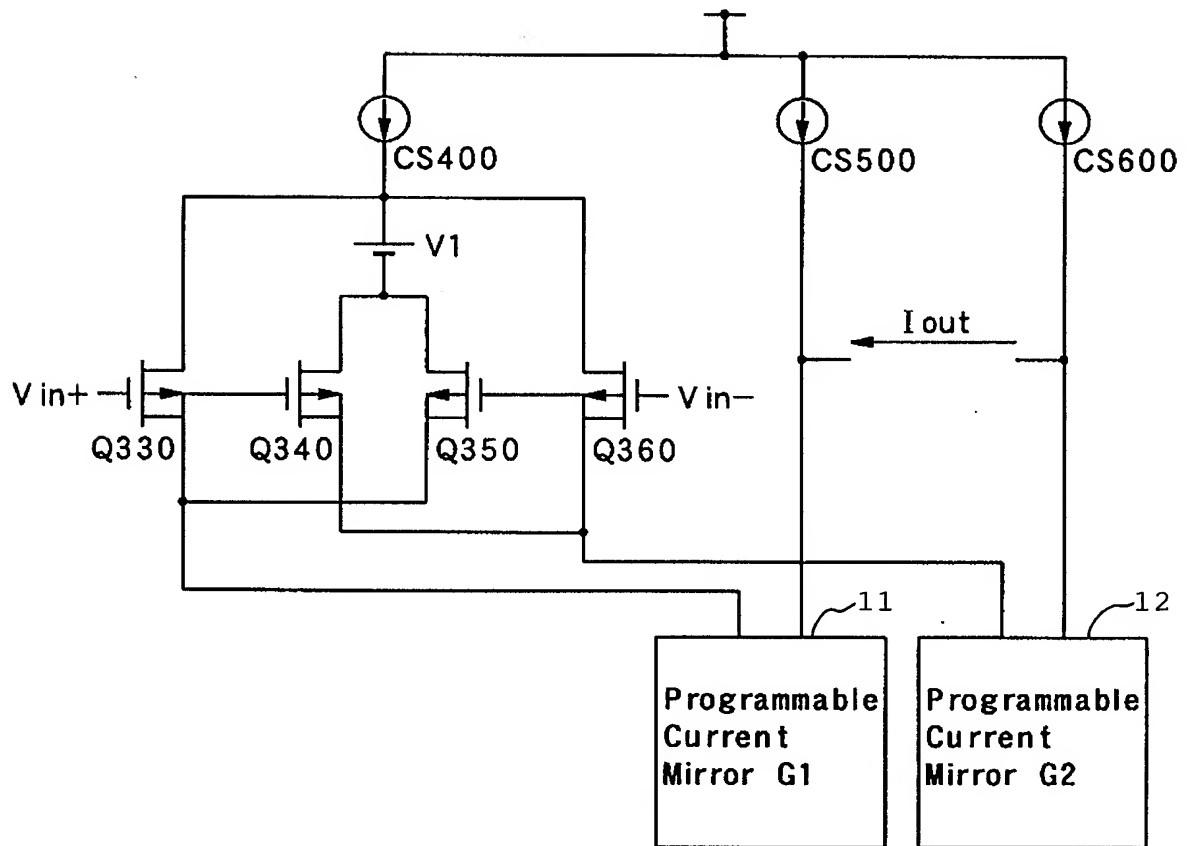 CS400
CS500
CS600
V1
Iout
Vin+
Vin−
Q330
Q340
Q350
Q360
11
12
Programmable
Current
Mirror G1
Programmable
Current
Mirror G2